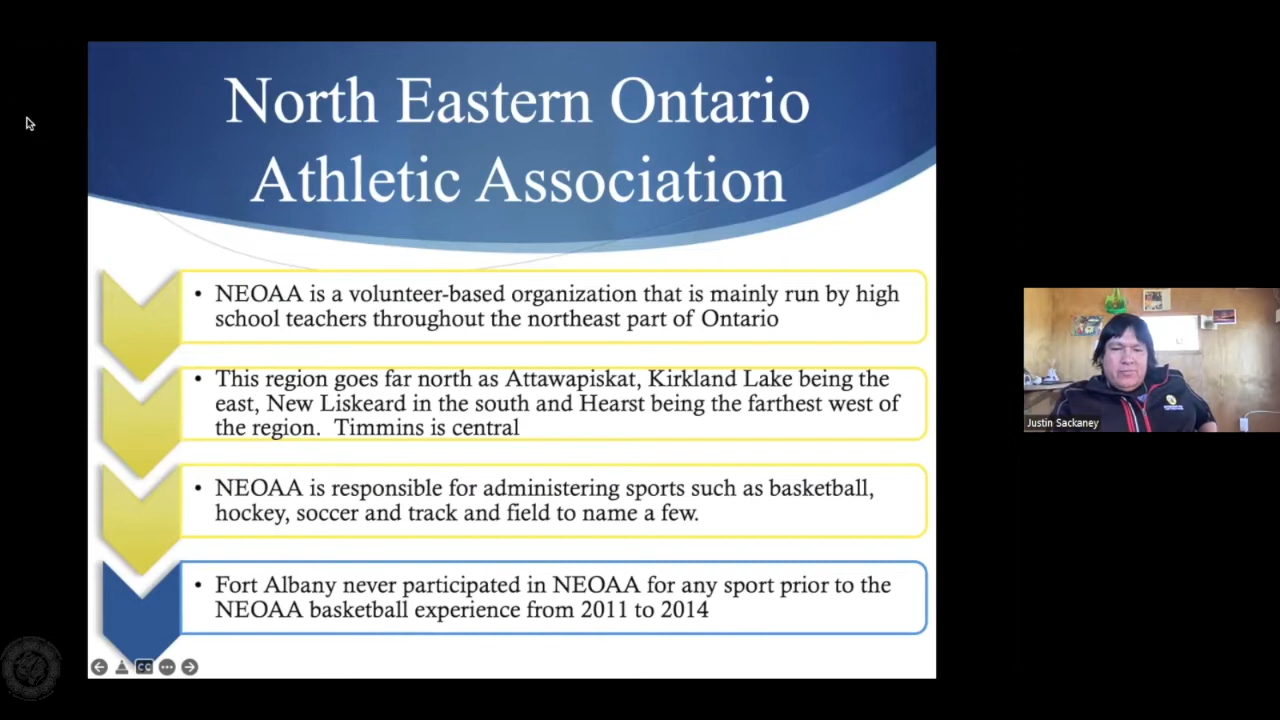 North Eastern Ontario
Athletic Association
• NEOAA is a volunteer-based organization that is mainly run by high
school teachers throughout the northeast part of Ontario
• This region goes far north as Attawapiskat, Kirkland Lake being the
east, New Liskeard in the south and Hearst being the farthest west of
the region.  Timmins is central
• NEOAA is responsible for administering sports such as basketball,
hockey, soccer and track and field to name a few.
• Fort Albany never participated in NEOAA for any sport prior to the
NEOAA basketball experience from 2011 to 2014
CC
Justin Sackaney